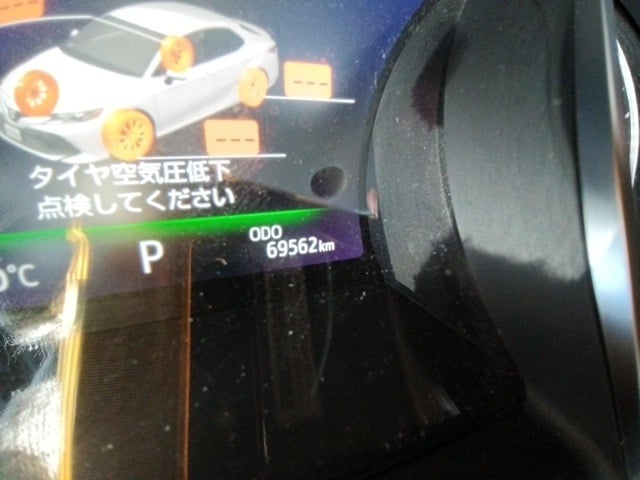 ---
---
タイヤ空気圧低下
点検してください
P
ODO
69562km